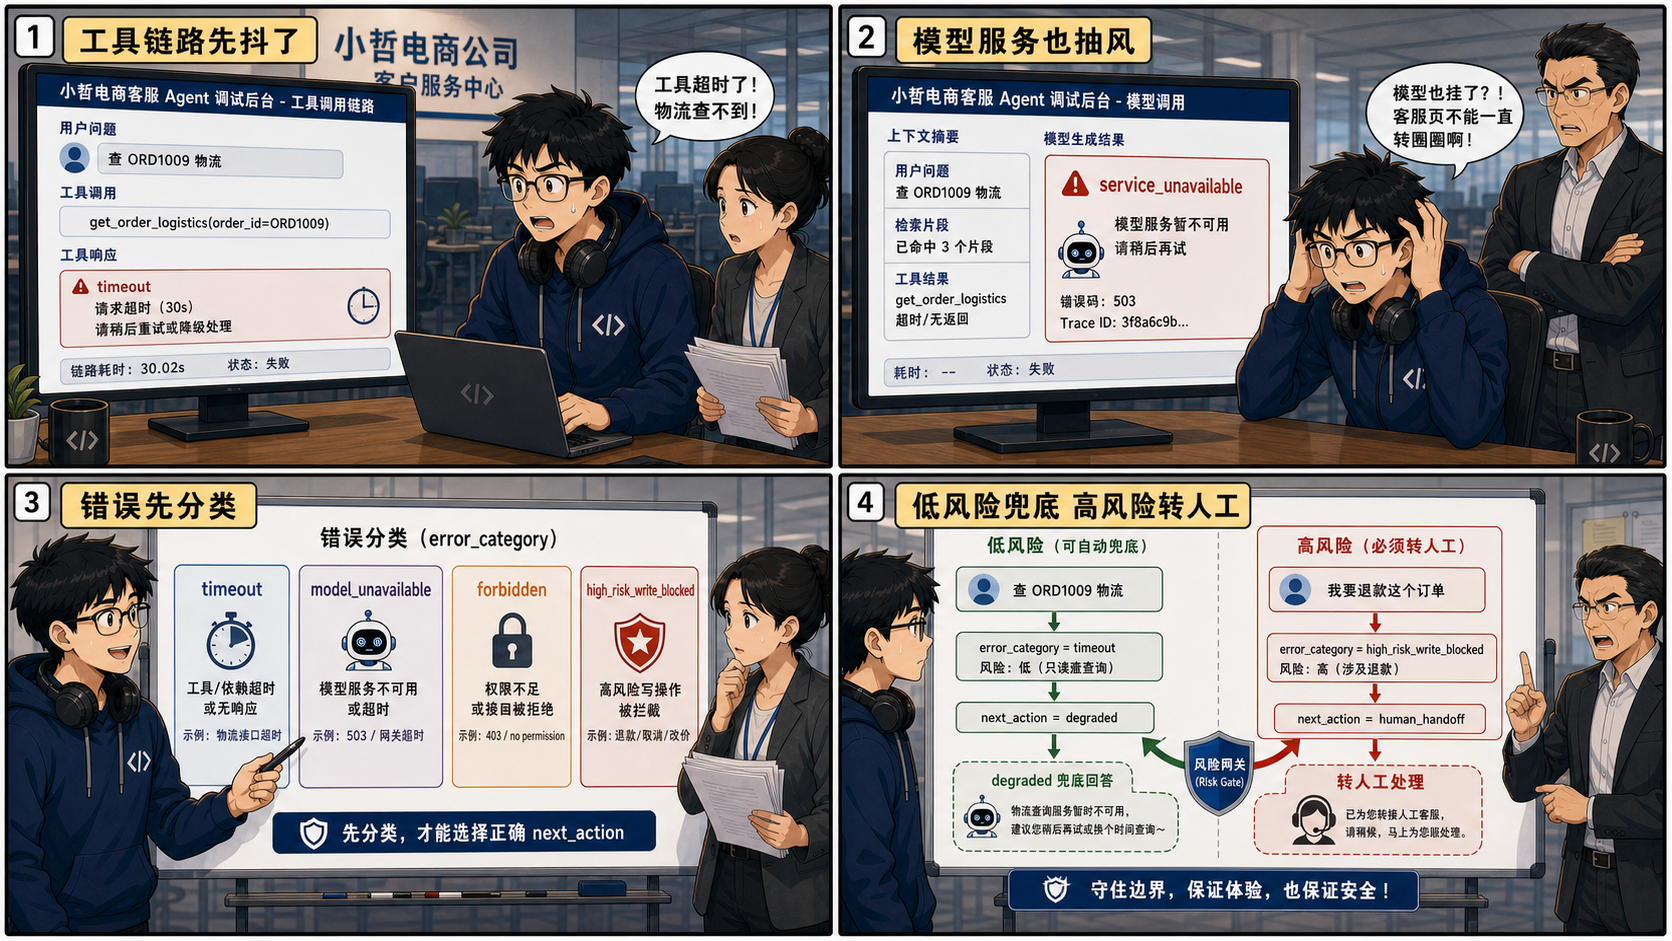 1
工具链路先抖了
小哲电商公司
客户服务中心
小哲电商客服 Agent 调试后台 - 工具调用链路
用户问题
查 ORD1009 物流
工具调用
get_order_logistics(order_id=ORD1009)
工具响应
timeout
请求超时（30s）
请稍后重试或降级处理
链路耗时：30.02s
状态：失败
工具超时了！
物流查不到！
</>
</>
</>
2
模型服务也抽风
小哲电商客服 Agent 调试后台 - 模型调用
上下文摘要
用户问题
查 ORD1009 物流
检索片段
已命中 3 个片段
工具结果
get_order_logistics
超时/无返回
模型生成结果
service_unavailable
模型服务暂不可用
请稍后再试
错误码：503
Trace ID: 3f8a6c9b...
耗时： --
状态：失败
模型也挂了？！
客服页不能一直
转圈圈啊！
</>
3
错误先分类
错误分类（error_category）
timeout
工具/依赖超时
或无响应
示例：物流接口超时
model_unavailable
模型服务不可用
或超时
示例：503 / 网关超时
forbidden
权限不足
或接口被拒绝
示例：403 / no permission
high_risk_write_blocked
高风险写操作
被拦截
示例：退款/取消/改价
先分类，才能选择正确 next_action
</>
4
低风险兜底 高风险转人工
低风险（可自动兜底）
查 ORD1009 物流
error_category = timeout
next_action = degraded
degraded 兜底回答
物流查询服务暂时不可用，
建议您稍后再试或换个时间查询～
风险网关
(Risk Gate)
高风险（必须转人工）
我要退款这个订单
error_category = high_risk_write_blocked
风险：高（涉及退款）
next_action = human_handoff
转人工处理
已为您转接人工客服，
守住边界，保证体验，也保证安全！